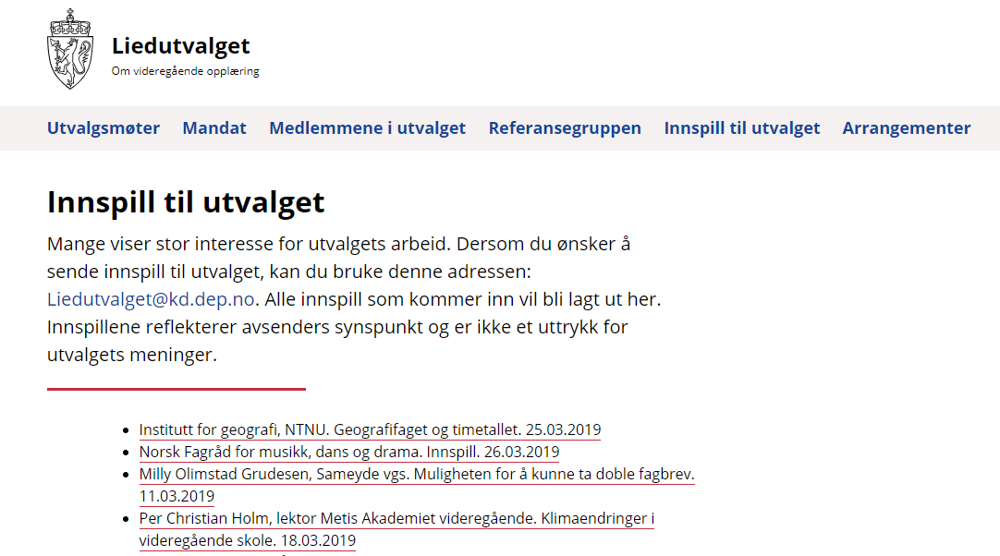 Liedutvalget
Om videregående opplæring
Utvalgsmøter Mandat Medlemmene i utvalget Referansegruppen Innspill til utvalget Arrangementer
Innspill til utvalget
Mange viser stor interesse for utvalgets arbeid. Dersom du ønsker å
sende innspill til utvalget, kan du bruke denne adressen:
Liedutvalget@kd.dep.no. Alle innspill som kommer inn vil bli lagt ut her.
Innspillene reflekterer avsenders synspunkt og er ikke et uttrykk for
utvalgets meninger.
Institutt for geografi, NTNU. Geografifaget og timetallet. 25.03.2019
Norsk Fagråd for musikk, dans og drama. Innspill. 26.03.2019
Milly Olimstad Grudesen, Sameyde vgs. Muligheten for å kunne ta doble fagbrev.
11.03.2019
Per Christian Holm, lektor Metis Akademiet videregående. Klimaendringer i
videregående skole. 18.03.2019